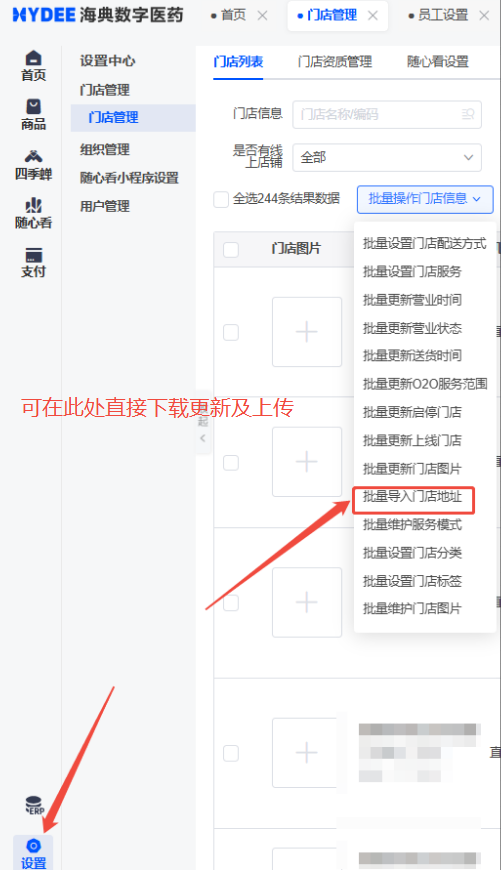 HYDEE 海典数字医药
首页
门店管理
员工设置
首页
商品
四季蝉
随心看
支付
ERP
设置
设置中心
门店管理
门店管理
组织管理
随心看小程序设置
用户管理
门店列表
门店资质管理
随心看设置
门店信息
门店名称/编码
是否有线
上店铺
全部
全选244条结果数据
批量操作门店信息
门店图片
批量设置门店配送方式
批量设置门店服务
批量更新营业时间
批量更新营业状态
批量更新送货时间
批量更新O2O服务范围
批量更新启停门店
批量更新上线门店
批量更新门店图片
批量导入门店地址
批量维护服务模式
批量设置门店分类
批量设置门店标签
批量维护门店图片
可在此处直接下载更新及上传
起
直